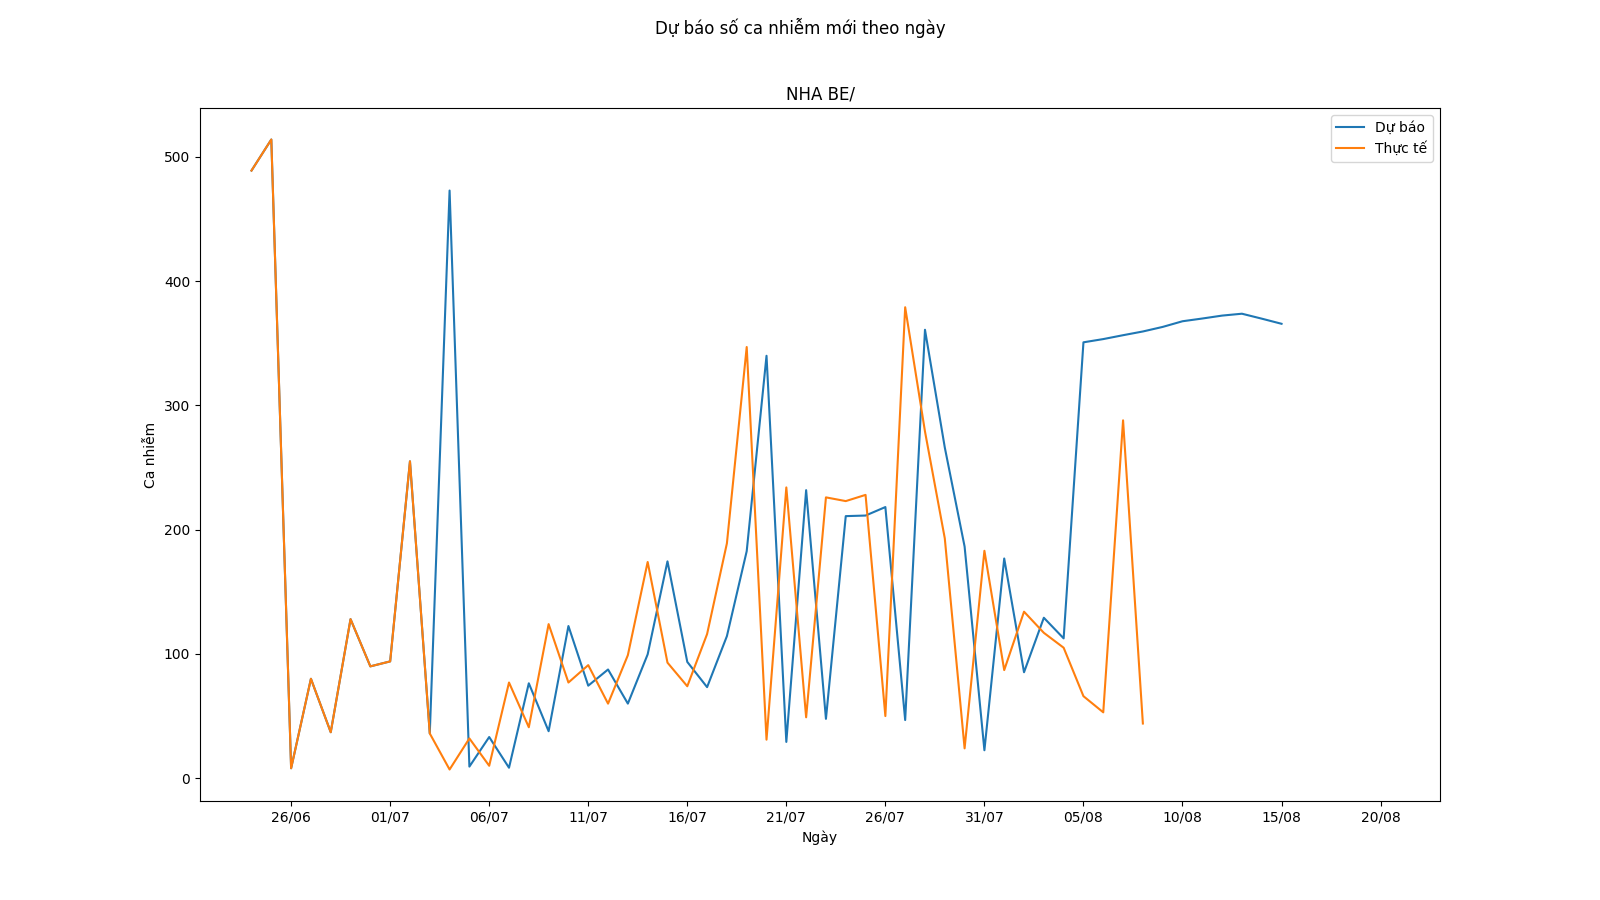 Dự báo số ca nhiễm mới theo ngày
NHA BE/
Dự báo
Thực tế
500
400
300
200
100
0
Ca nhiễm
26/06 01/07 06/07 11/07 16/07 21/07 26/07 31/07 05/08 10/08 15/08 20/08
Ngày